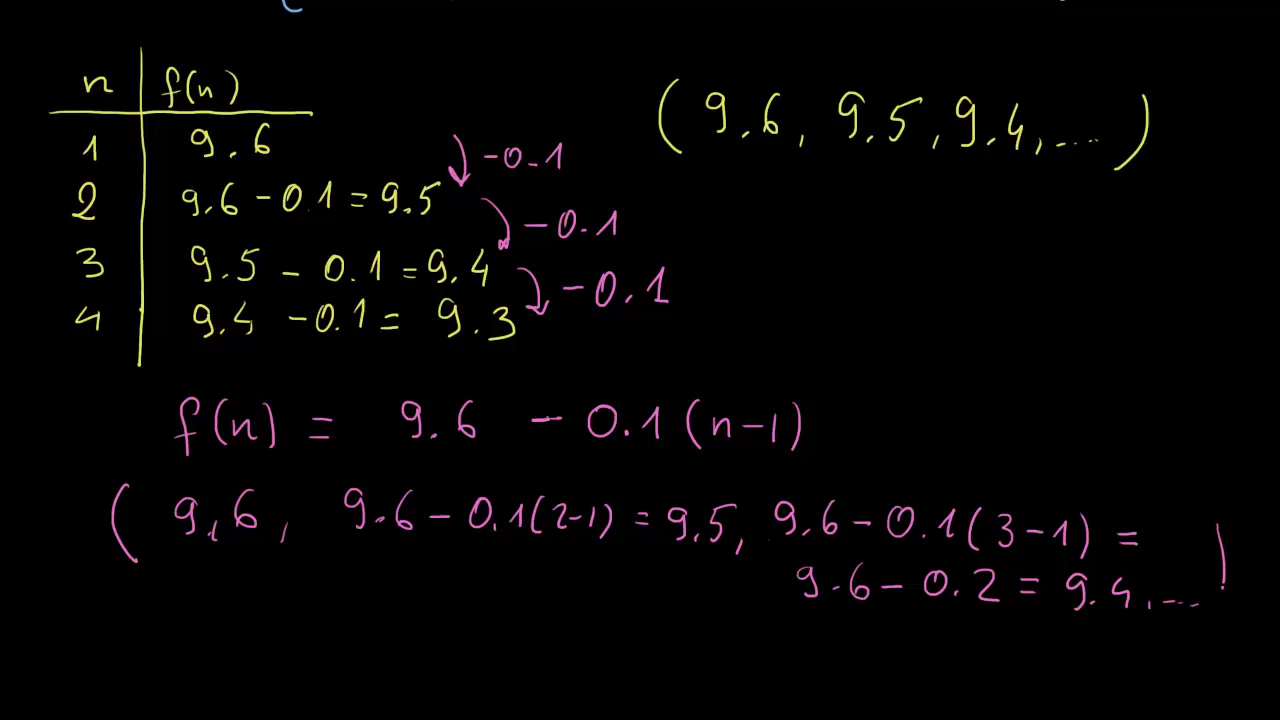 n f(n)
1 9.6
2 9.6 - 0.1 = 9.5
3 9.5 - 0.1 = 9.4
4 9.4 - 0.1 = 9.3
-0.1
-0.1
-0.1
(9.6, 9.5, 9.4, ....)
f(n) = 9.6 - 0.1(n-1)
(9.6, 9.6 - 0.1(2-1) = 9.5, 9.6 - 0.1(3-1) =
9.6 - 0.2 = 9.4, ....)